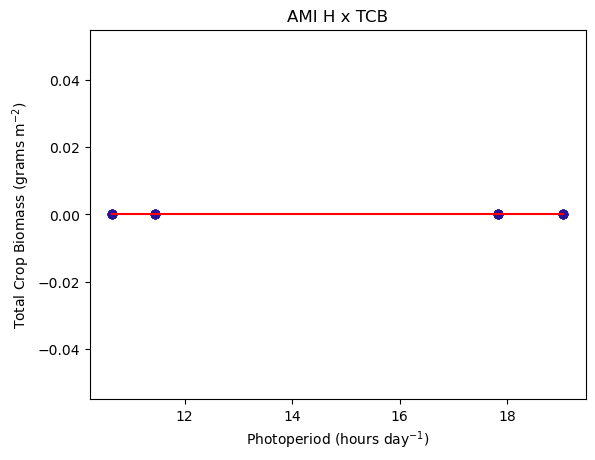 AMI H x TCB
Total Crop Biomass (grams m⁻²)
0.04
0.02
0.00
−0.02
−0.04
12 14 16 18
Photoperiod (hours day⁻¹)